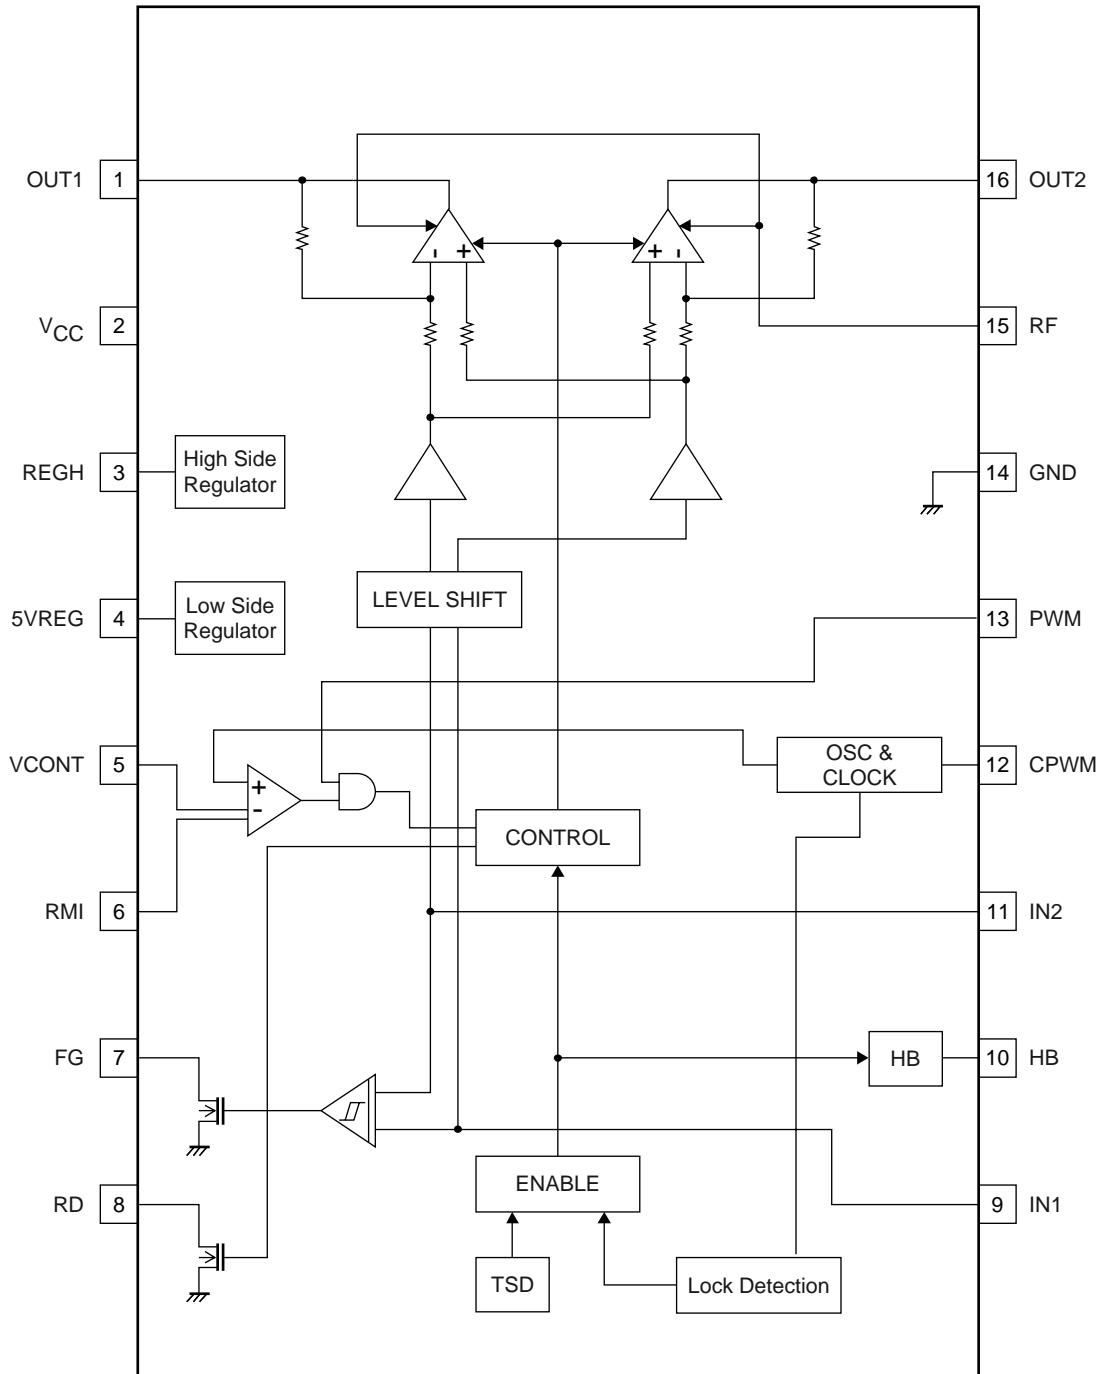 OUT1 1
16 OUT2
- +
+ -
VCC 2
15 RF
REGH 3
High Side
Regulator
14 GND
5VREG 4
Low Side
Regulator
LEVEL SHIFT
13 PWM
VCONT 5
+
-
OSC &
CLOCK
12 CPWM
CONTROL
RMI 6
11 IN2
FG 7
HB
10 HB
RD 8
ENABLE
9 IN1
TSD
Lock Detection